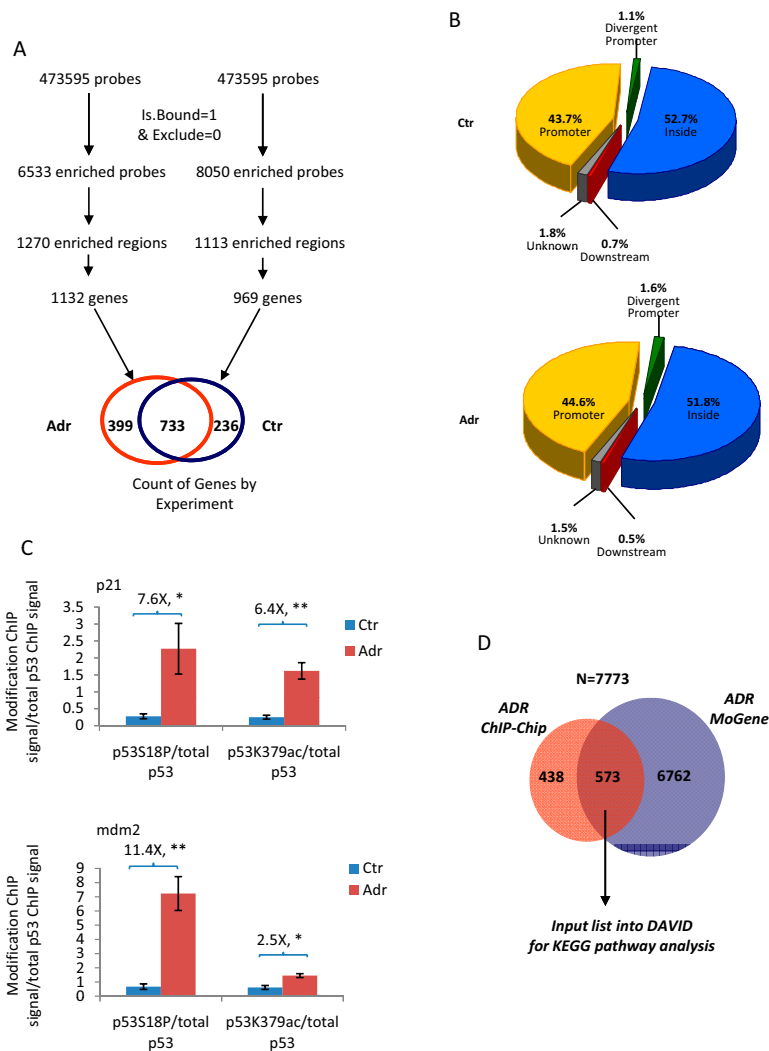 A
473595 probes
473595 probes
Is.Bound=1
& Exclude=0
6533 enriched probes
8050 enriched probes
1270 enriched regions
1113 enriched regions
1132 genes
969 genes
Adr
399
733
236
Ctr
Count of Genes by
Experiment
B
1.1%
Divergent
Promoter
Ctr
43.7%
Promoter
52.7%
Inside
1.8%
Unknown
0.7%
Downstream
1.6%
Divergent
Promoter
Adr
44.6%
Promoter
51.8%
Inside
1.5%
Unknown
0.5%
Downstream
C
p21
Modification ChIP
signal/total p53 ChIP signal
3.5
3
2.5
2
1.5
1
0.5
0
7.6X, *
6.4X, **
Ctr
Adr
p53S18P/total
p53
p53K379ac/total
p53
mdm2
Modification ChIP
signal/total p53 ChIP signal
9
8
7
6
5
4
3
2
1
0
11.4X, **
2.5X, *
Ctr
Adr
p53S18P/total
p53
p53K379ac/total
p53
D
N=7773
ADR
ChIP-Chip
ADR
MoGene
438
573
6762
Input list into DAVID
for KEGG pathway analysis